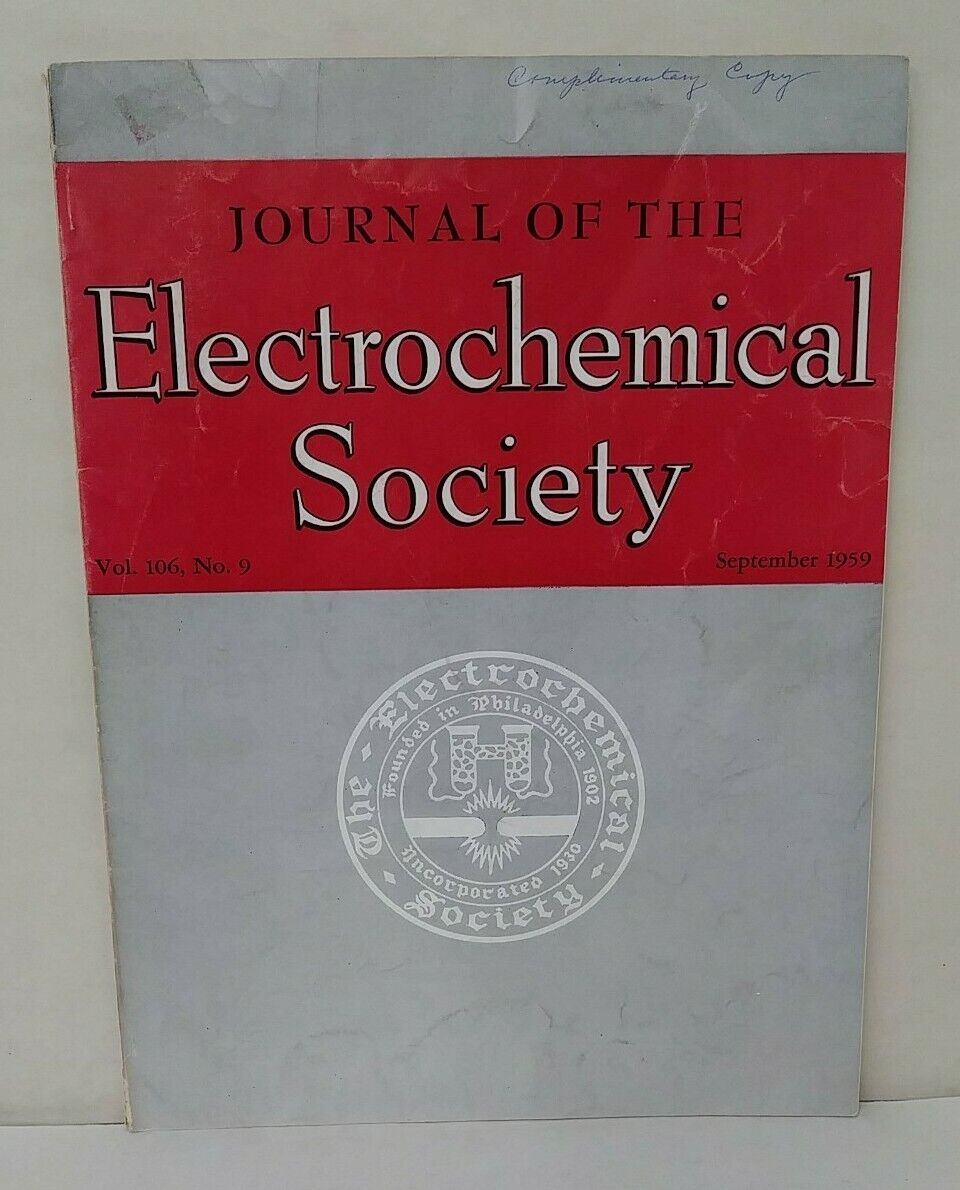 Complimentary Copy
JOURNAL OF THE
Electrochemical
Society
Vol. 106, No. 9
September 1959
The · Electrochemical · Society ·
Founded in Philadelphia 1902
Incorporated 1930